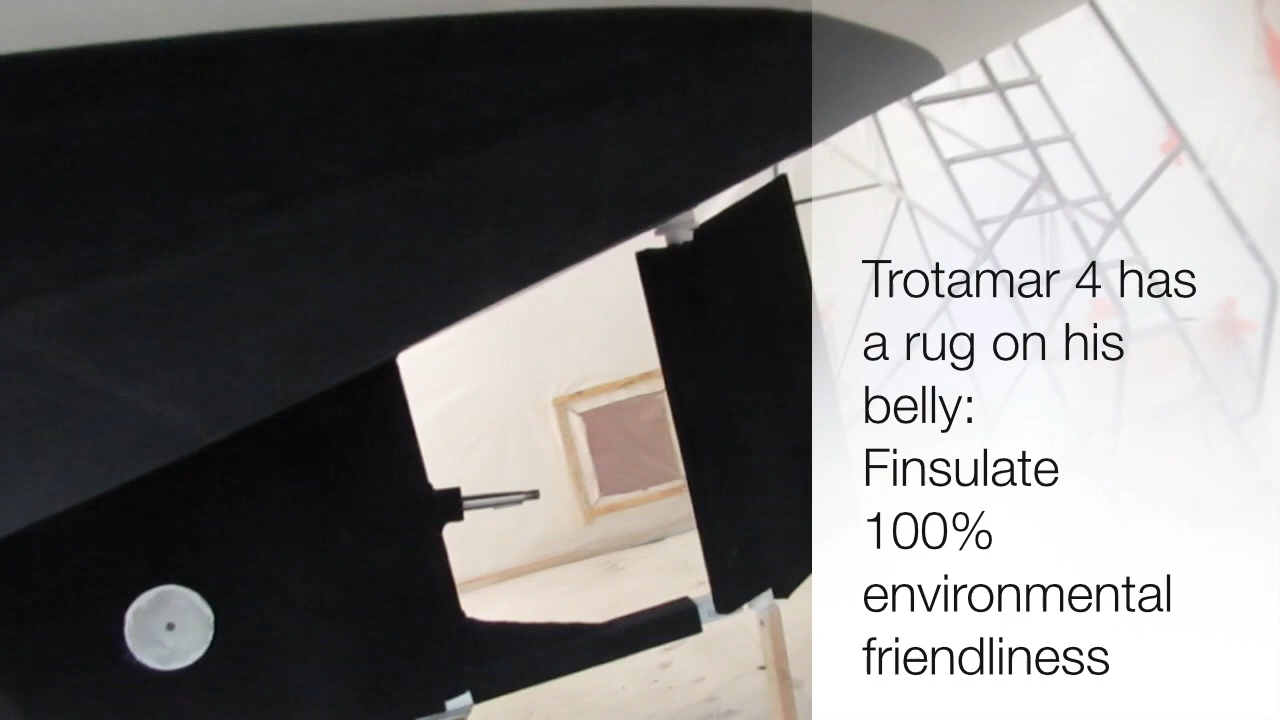 Trotamar 4 has
a rug on his
belly:
Finsulate
100%
environmental
friendliness